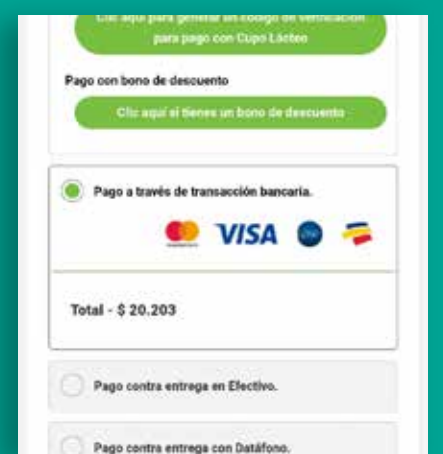 Clic aquí para generar un código de verificación
para pago con Cupo Lácteo
Pago con bono de descuento
Clic aquí si tienes un bono de descuento
Pago a través de transacción bancaria.
VISA
Total - $ 20.203
Pago contra entrega en Efectivo.
Pago contra entrega con Datáfono.